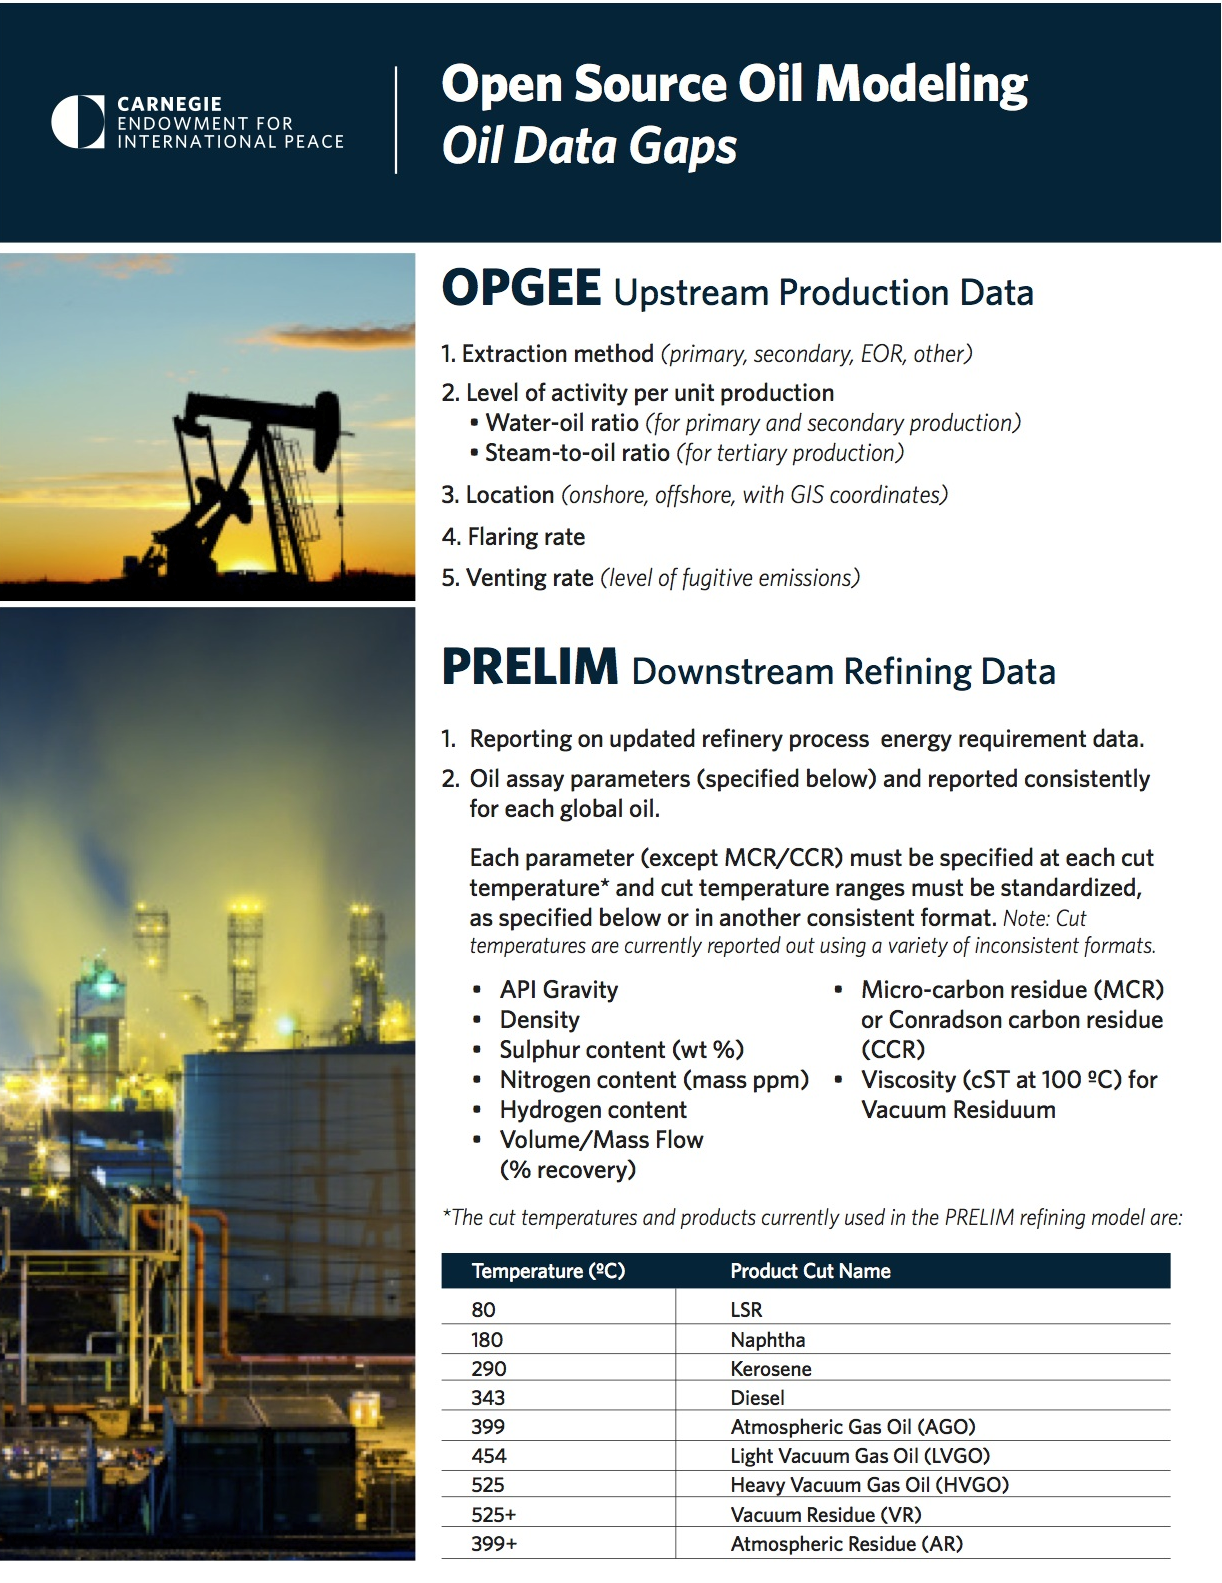 CARNEGIE
ENDOWMENT FOR
INTERNATIONAL PEACE
Open Source Oil Modeling
Oil Data Gaps
OPGEE Upstream Production Data
1. Extraction method (primary, secondary, EOR, other)
2. Level of activity per unit production
▪ Water-oil ratio (for primary and secondary production)
▪ Steam-to-oil ratio (for tertiary production)
3. Location (onshore, offshore, with GIS coordinates)
4. Flaring rate
5. Venting rate (level of fugitive emissions)
PRELIM Downstream Refining Data
1. Reporting on updated refinery process energy requirement data.
2. Oil assay parameters (specified below) and reported consistently
for each global oil.
Each parameter (except MCR/CCR) must be specified at each cut
temperature* and cut temperature ranges must be standardized,
as specified below or in another consistent format. Note: Cut
temperatures are currently reported out using a variety of inconsistent formats.
▪ API Gravity
▪ Density
▪ Sulphur content (wt %)
▪ Nitrogen content (mass ppm)
▪ Hydrogen content
▪ Volume/Mass Flow
(% recovery)
▪ Micro-carbon residue (MCR)
or Conradson carbon residue
(CCR)
▪ Viscosity (cST at 100 ºC) for
Vacuum Residuum
*The cut temperatures and products currently used in the PRELIM refining model are:
Temperature (ºC) Product Cut Name
80 LSR
180 Naphtha
290 Kerosene
343 Diesel
399 Atmospheric Gas Oil (AGO)
454 Light Vacuum Gas Oil (LVGO)
525 Heavy Vacuum Gas Oil (HVGO)
525+ Vacuum Residue (VR)
399+ Atmospheric Residue (AR)